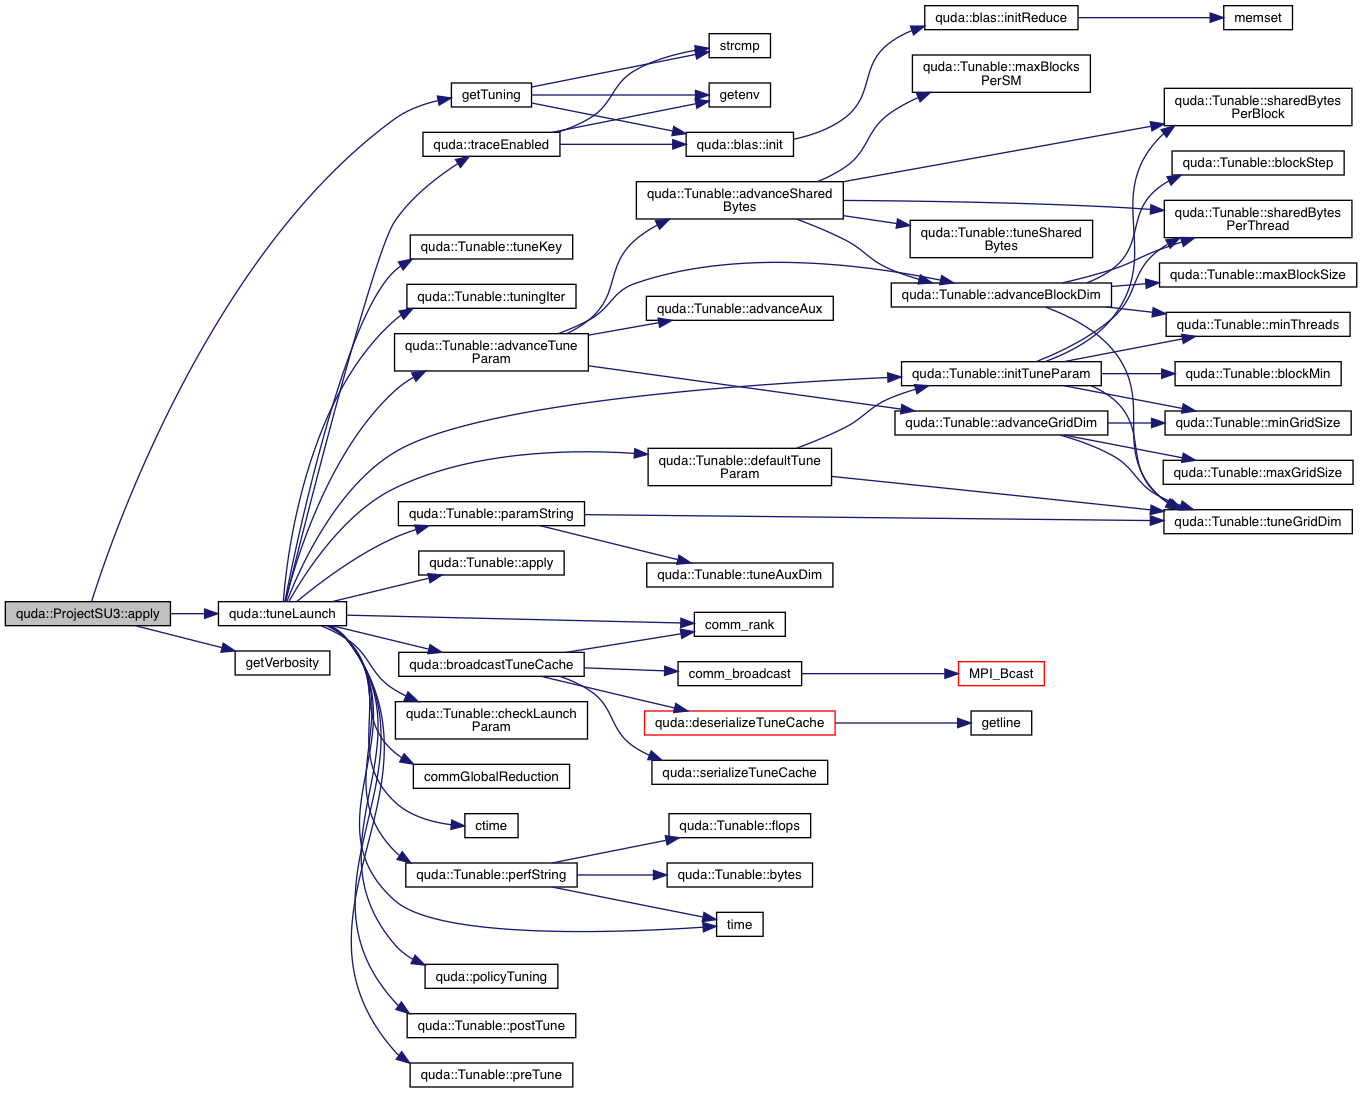 quda::blas::initReduce
memset
strcmp
quda::Tunable::maxBlocks
PerSM
getTuning
getenv
quda::Tunable::sharedBytes
PerBlock
quda::traceEnabled
quda::blas::init
quda::Tunable::blockStep
quda::Tunable::advanceShared
Bytes
quda::Tunable::sharedBytes
PerThread
quda::Tunable::tuneKey
quda::Tunable::tuneShared
Bytes
quda::Tunable::maxBlockSize
quda::Tunable::tuningIter
quda::Tunable::advanceBlockDim
quda::Tunable::advanceAux
quda::Tunable::minThreads
quda::Tunable::advanceTune
Param
quda::Tunable::initTuneParam
quda::Tunable::blockMin
quda::Tunable::advanceGridDim
quda::Tunable::minGridSize
quda::Tunable::defaultTune
Param
quda::Tunable::maxGridSize
quda::Tunable::paramString
quda::Tunable::tuneGridDim
quda::Tunable::apply
quda::Tunable::tuneAuxDim
quda::ProjectSU3::apply
quda::tuneLaunch
comm_rank
getVerbosity
quda::broadcastTuneCache
comm_broadcast
MPI_Bcast
quda::Tunable::checkLaunch
Param
quda::deserializeTuneCache
getline
commGlobalReduction
quda::serializeTuneCache
ctime
quda::Tunable::flops
quda::Tunable::perfString
quda::Tunable::bytes
time
quda::policyTuning
quda::Tunable::postTune
quda::Tunable::preTune